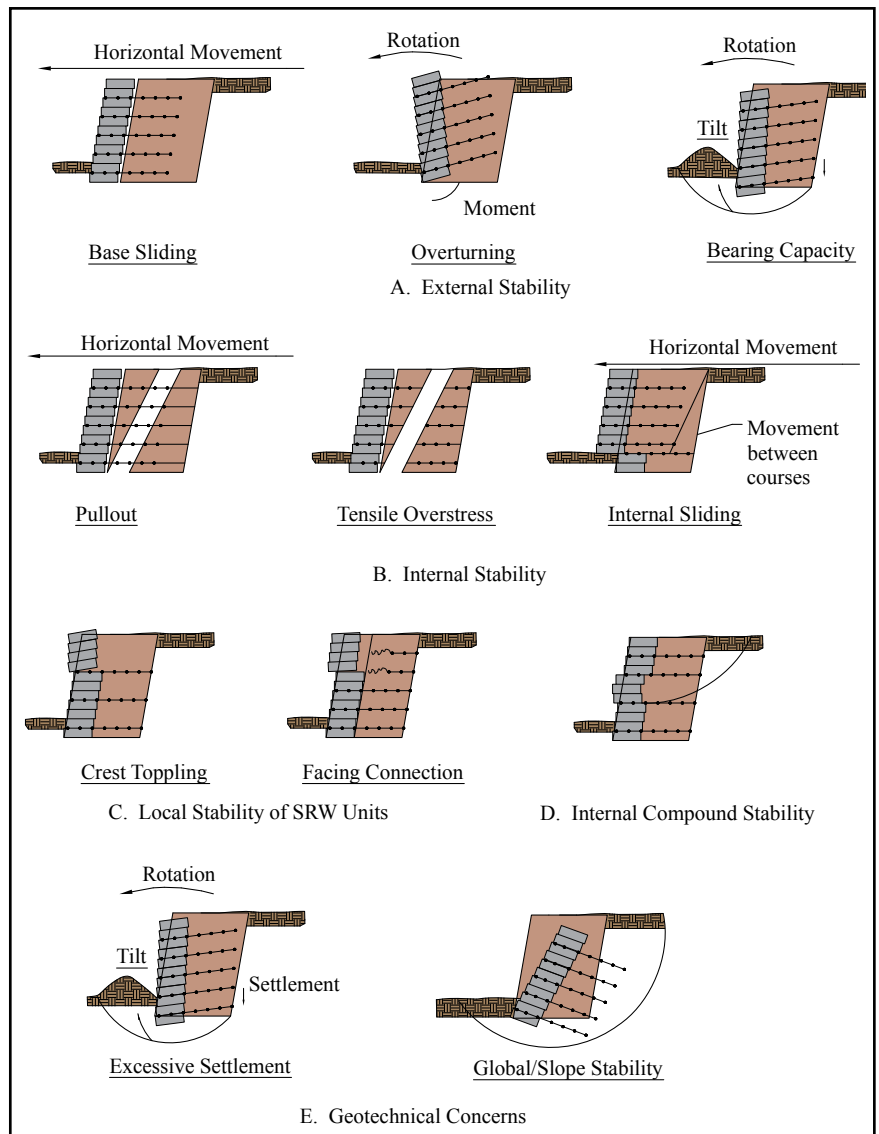 Horizontal Movement
Rotation
Rotation
Tilt
Moment
Base Sliding
Overturning
Bearing Capacity
A. External Stability
Horizontal Movement
Horizontal Movement
Movement
between
courses
Pullout
Tensile Overstress
Internal Sliding
B. Internal Stability
Crest Toppling
Facing Connection
C. Local Stability of SRW Units
D. Internal Compound Stability
Rotation
Tilt
Settlement
Excessive Settlement
Global/Slope Stability
E. Geotechnical Concerns